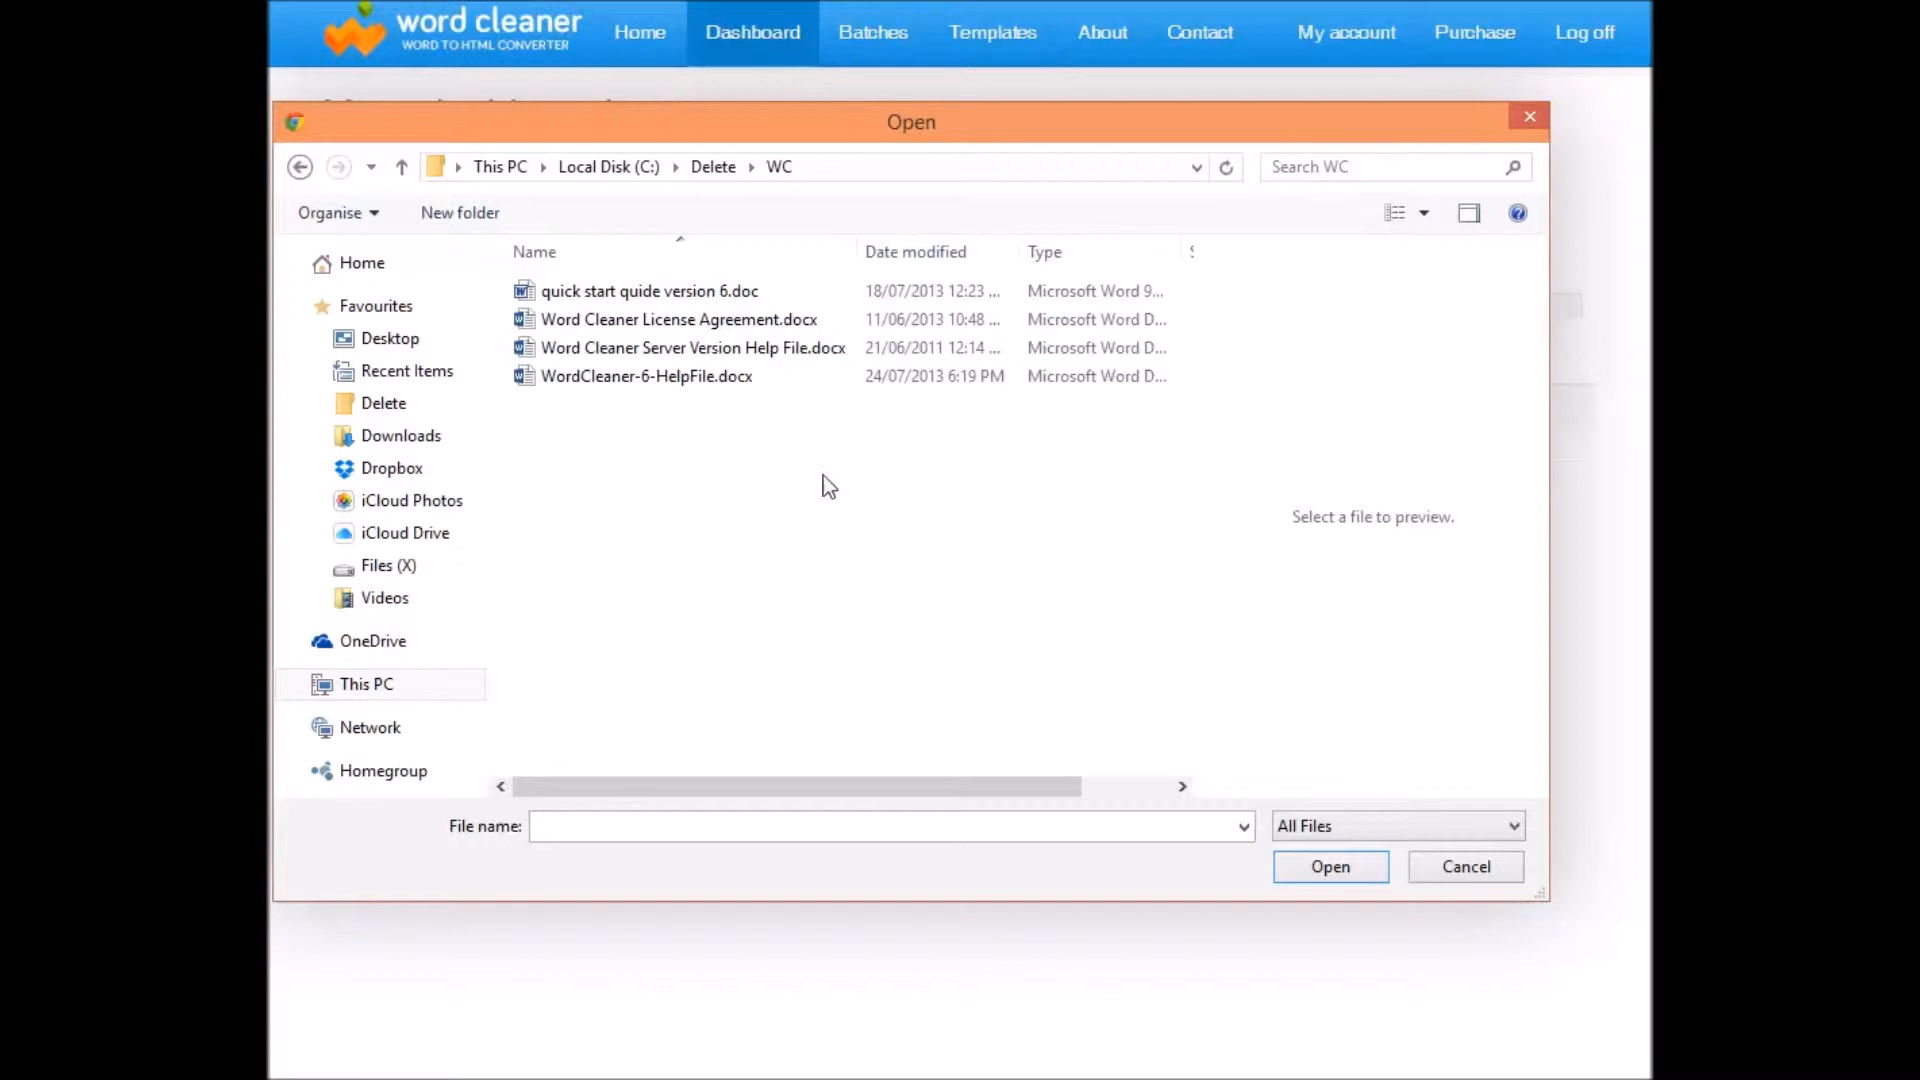 word cleaner
WORD TO HTML CONVERTER
Home Dashboard Batches Templates About Contact My account Purchase Log off
Open
This PC Local Disk (C:) Delete WC
Search WC
Organise New folder
Name Date modified Type
quick start quide version 6.doc 18/07/2013 12:23 ... Microsoft Word 9...
Word Cleaner License Agreement.docx 11/06/2013 10:48 ... Microsoft Word D...
Word Cleaner Server Version Help File.docx 21/06/2011 12:14 ... Microsoft Word D...
WordCleaner-6-HelpFile.docx 24/07/2013 6:19 PM Microsoft Word D...
Home
Favourites
Desktop
Recent Items
Delete
Downloads
Dropbox
iCloud Photos
iCloud Drive
Files (X)
Videos
OneDrive
This PC
Network
Homegroup
Select a file to preview.
File name:
All Files
Open Cancel